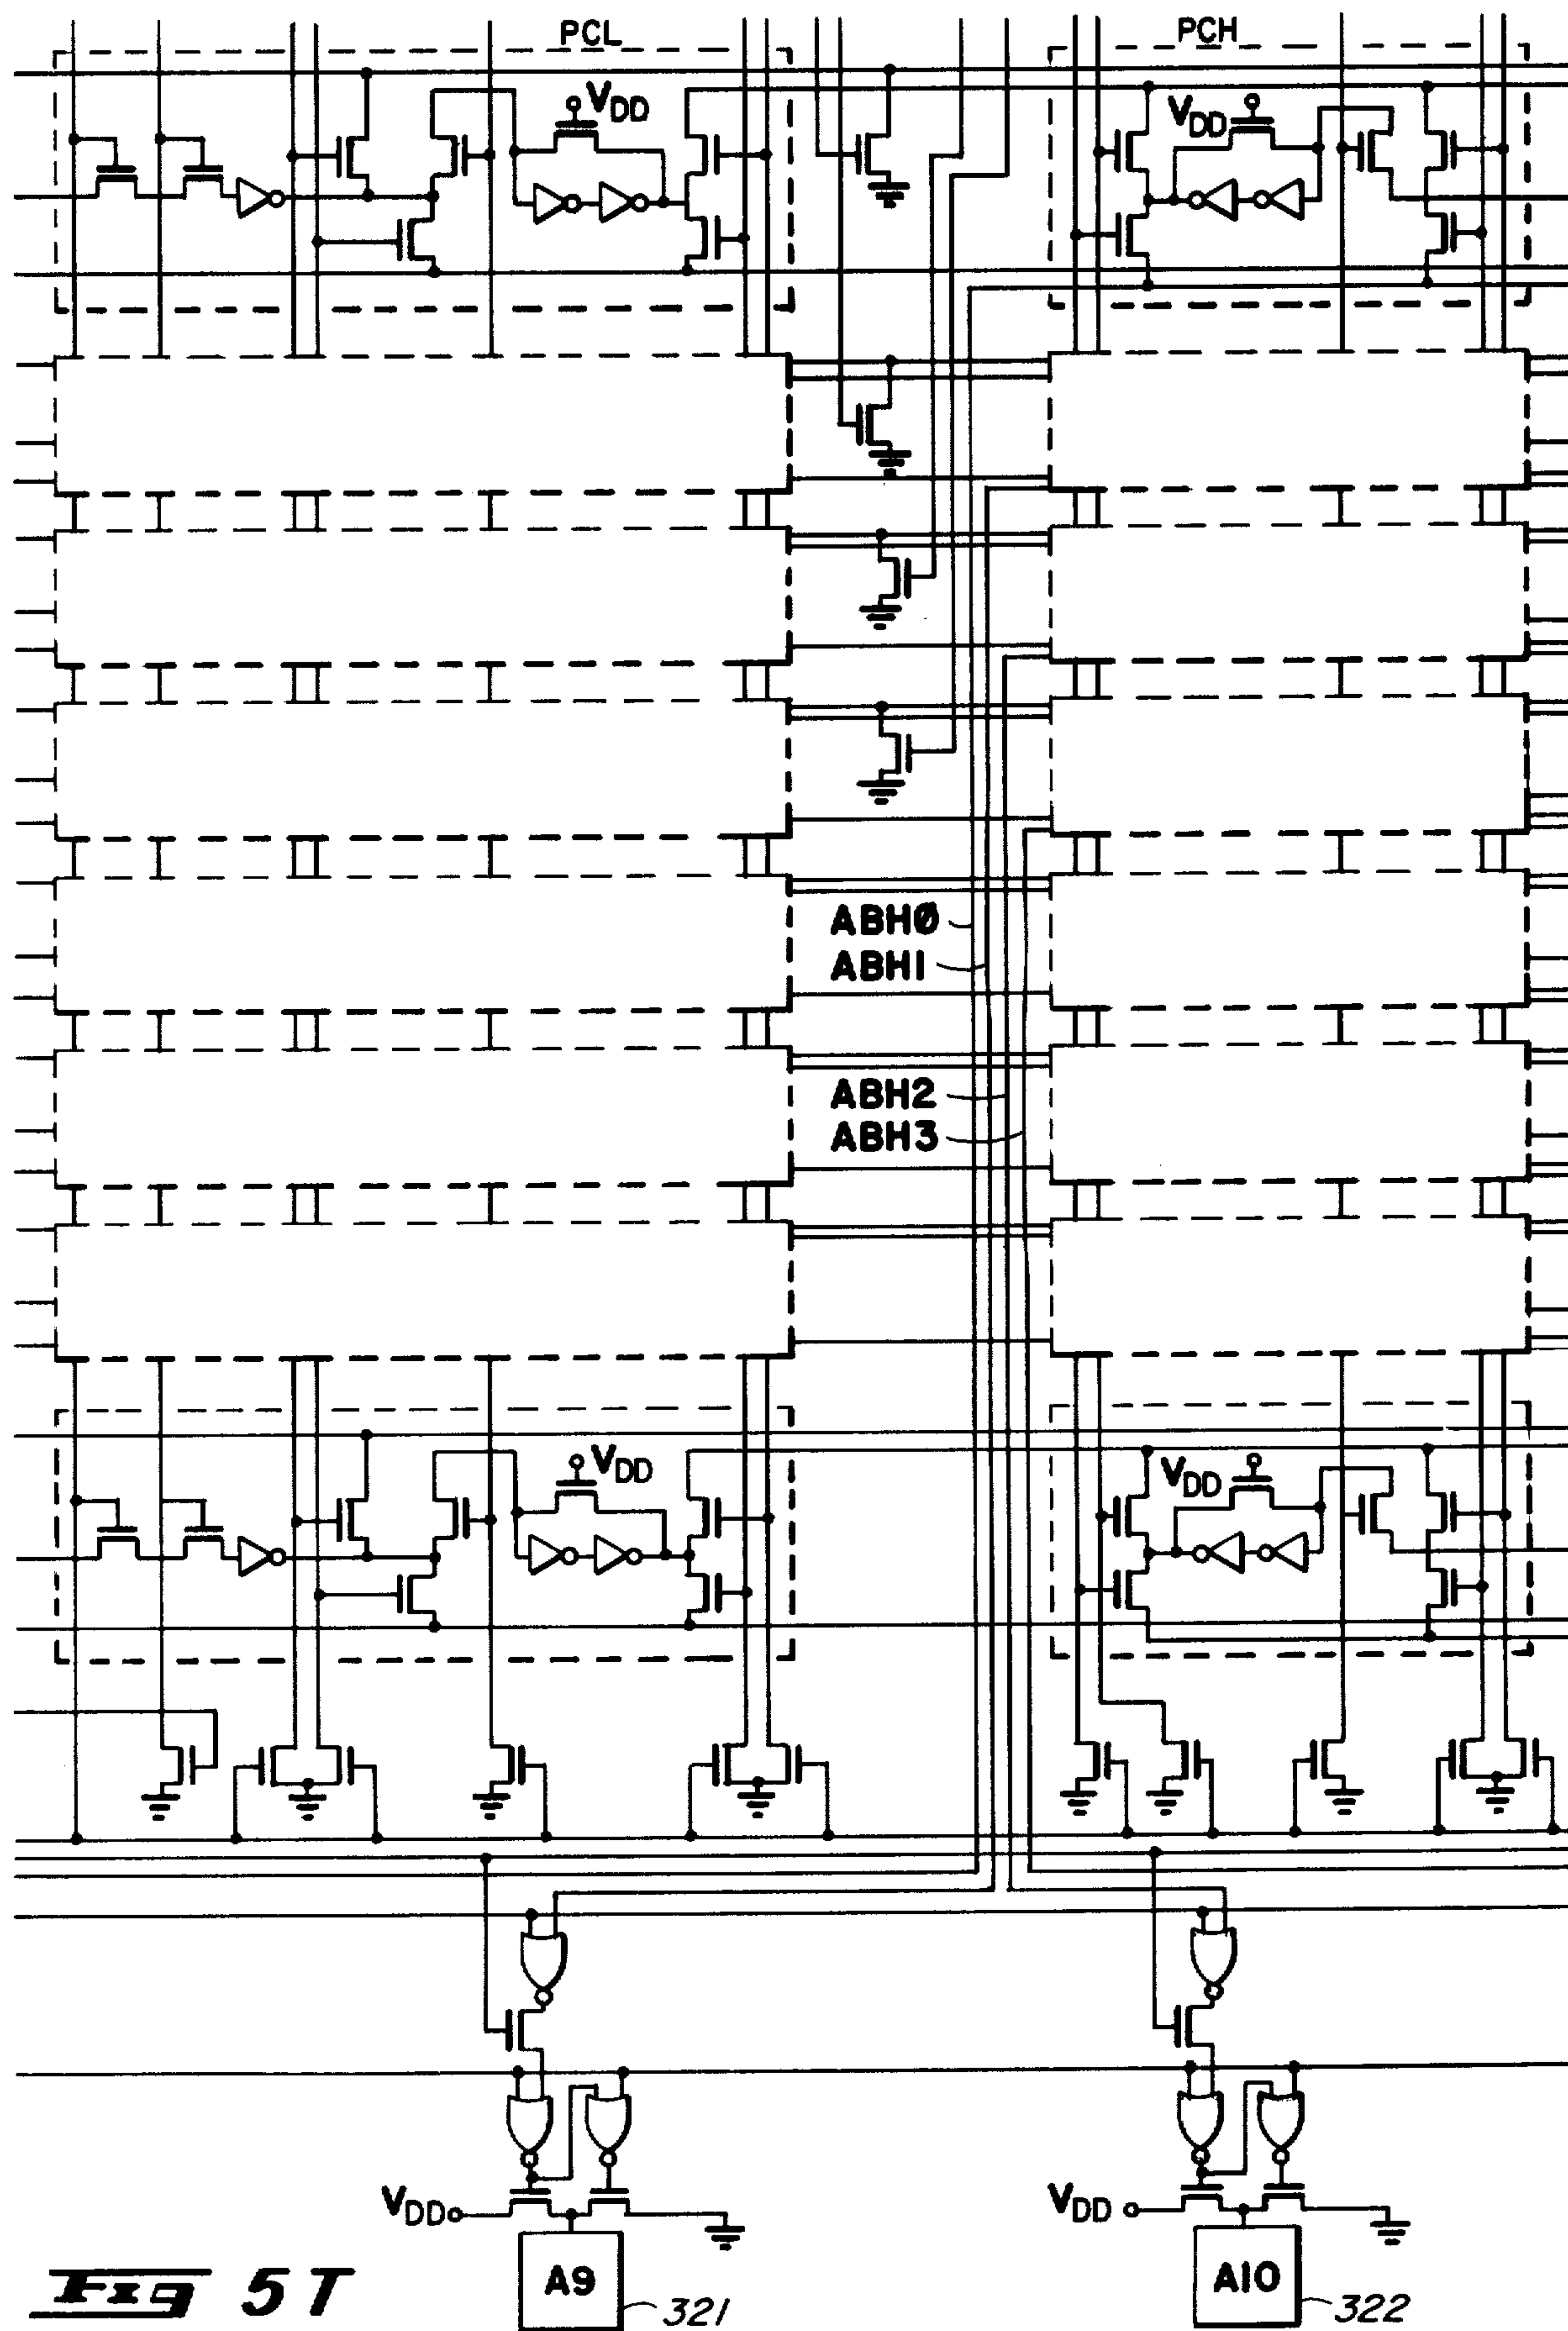 PCL
PCH
VDD
VDD
ABHØ
ABH1
ABH2
ABH3
VDD
VDD
VDD
VDD
A9
A10
321
322
Fig 5T